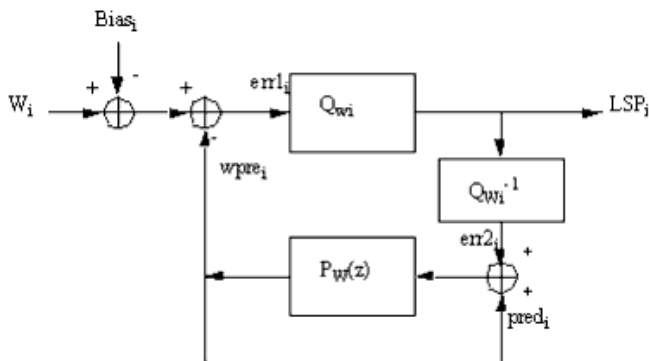 Bias_i
+
-
+
err1_i
W_i
Q_wi
LSP_i
-
wpre_i
Q_Wi^-1
err2_i
+
P_W(z)
+
pred_i